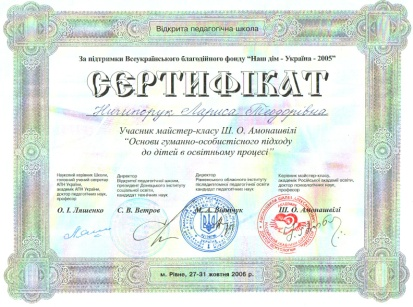 Відкрита педагогічна школа
За підтримки Всеукраїнського благодійного фонду "Наш дім - Україна - 2005"
СЕРТИФІКАТ
Ничипорук Лариса Теодорівна
Учасник майстер-класу Ш. О. Амонашвілі
"Основи гуманно-особистісного підходу
до дітей в освітньому процесі"
Науковий керівник Школи,
головний учений секретар
АПН України,
академік АПН України,
доктор педагогічних наук,
професор
О. І. Ляшенко
Директор
Відкритої педагогічної школи,
президент Донецького інституту
соціальної освіти,
кандидат технічних наук
С. В. Ветров
Директор
Рівненського обласного інституту
післядипломної педагогічної освіти,
кандидат педагогічних наук
М. А. Війтчук
Керівник майстер-класу,
академік Російської академії освіти,
доктор психологічних наук,
професор
Ш. О. Амонашвілі
м. Рівне, 27-31 жовтня 2006 р.